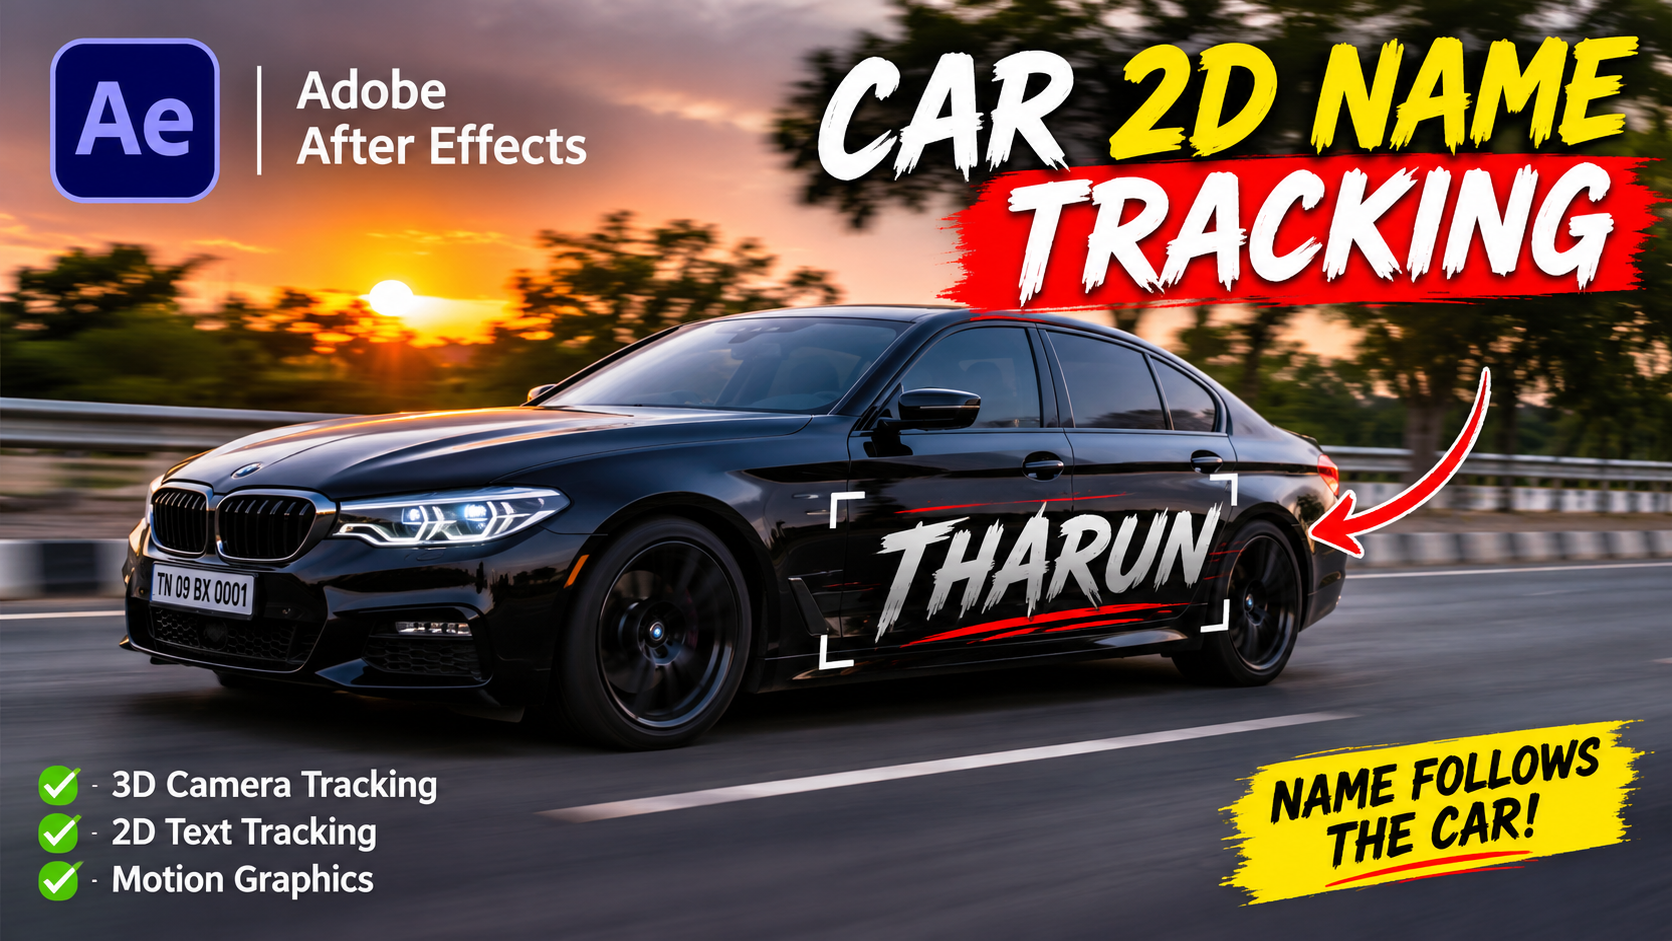 Ae
Adobe
After Effects
CAR 2D NAME
TRACKING
THARUN
TN 09 BX 0001
- 3D Camera Tracking
- 2D Text Tracking
- Motion Graphics
NAME FOLLOWS
THE CAR!